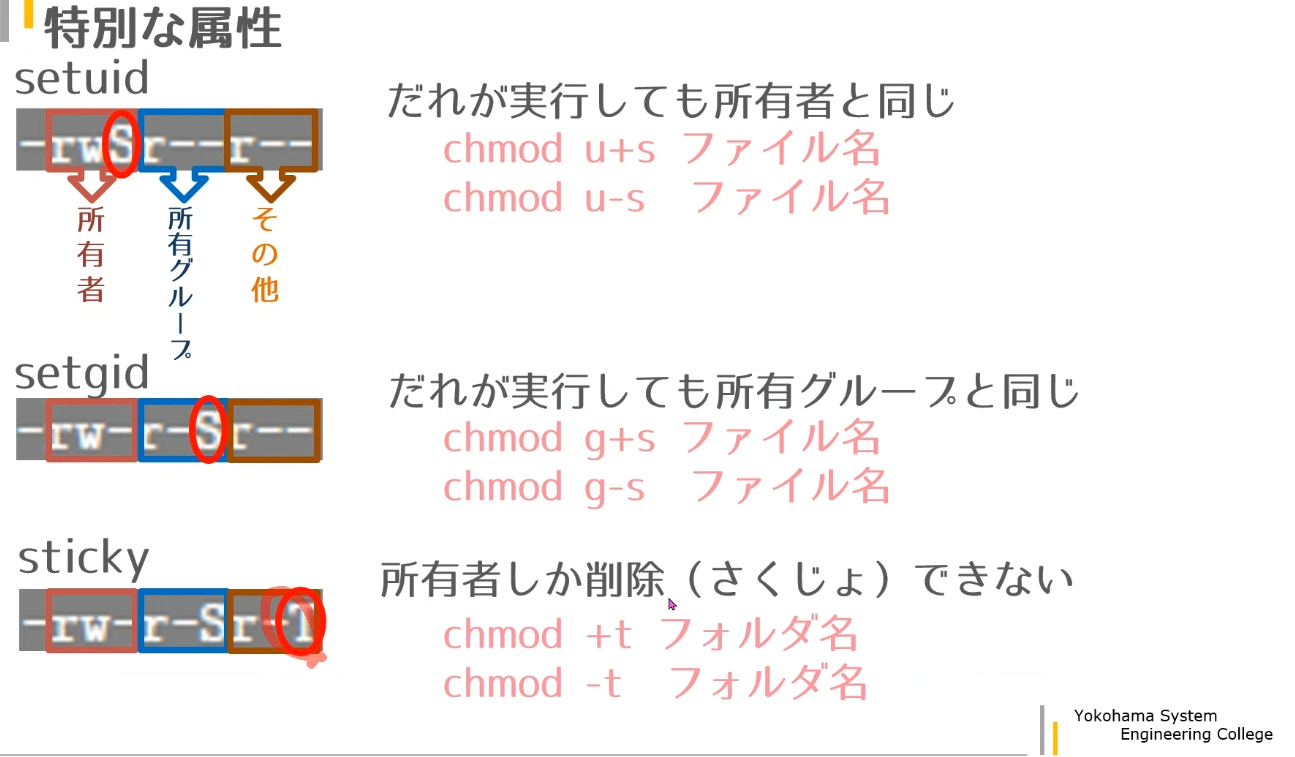 特別な属性
setuid
だれが実行しても所有者と同じ
-rwSr--r--
chmod u+s ファイル名
chmod u-s ファイル名
所有者
所有グループ
その他
setgid
だれが実行しても所有グループと同じ
-rw-r-Sr--
chmod g+s ファイル名
chmod g-s ファイル名
sticky
所有者しか削除（さくじょ）できない
-rw-r-Sr-T
chmod +t フォルダ名
chmod -t フォルダ名
Yokohama System
Engineering College